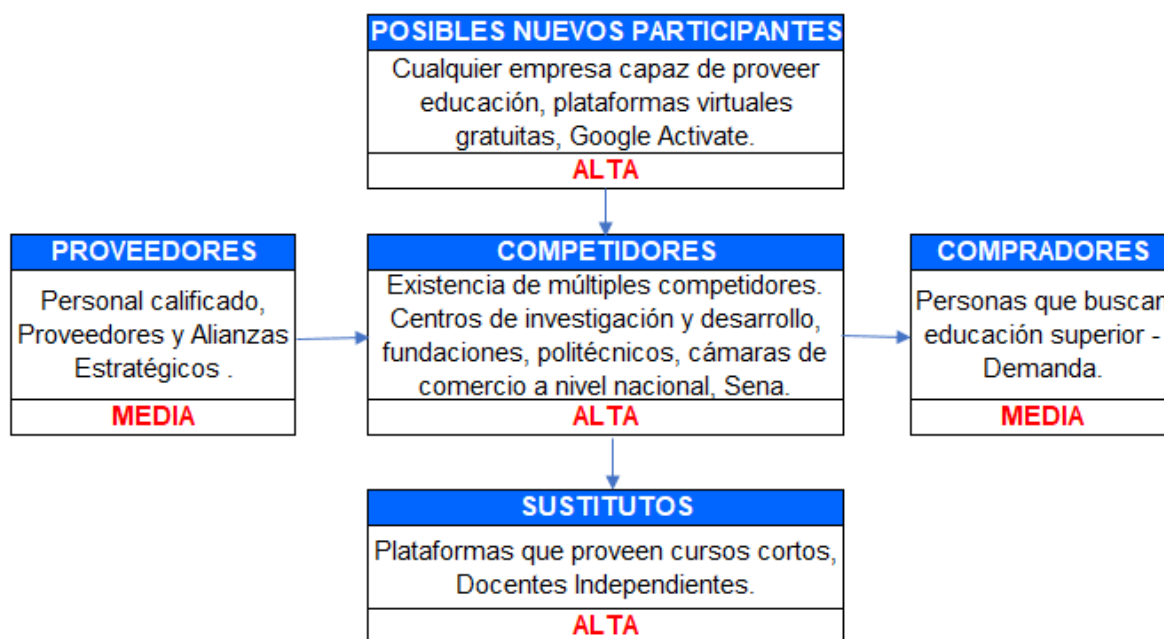 POSIBLES NUEVOS PARTICIPANTES
Cualquier empresa capaz de proveer
educación, plataformas virtuales
gratuitas, Google Activate.
ALTA
PROVEEDORES
Personal calificado,
Proveedores y Alianzas
Estratégicos .
MEDIA
COMPETIDORES
Existencia de múltiples competidores.
Centros de investigación y desarrollo,
fundaciones, politécnicos, cámaras de
comercio a nivel nacional, Sena.
ALTA
COMPRADORES
Personas que buscan
educación superior -
Demanda.
MEDIA
SUSTITUTOS
Plataformas que proveen cursos cortos,
Docentes Independientes.
ALTA